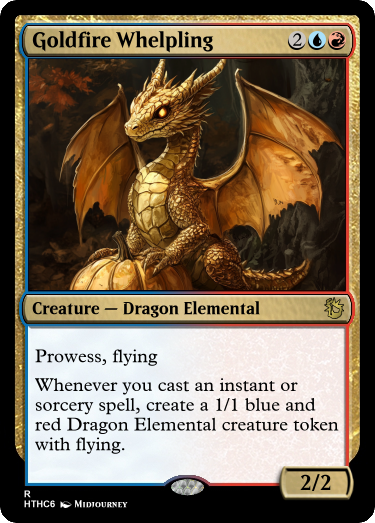 Goldfire Whelpling 2
Creature — Dragon Elemental
Prowess, flying
Whenever you cast an instant or
sorcery spell, create a 1/1 blue and
red Dragon Elemental creature token
with flying.
2/2
R
HTHC6 Midjourney